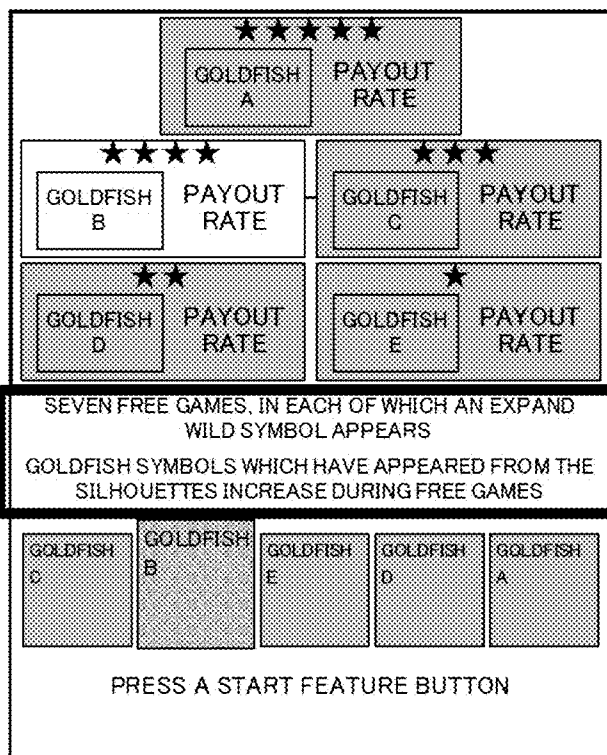 ★★★★★
GOLDFISH A
PAYOUT RATE
★★★★
GOLDFISH B
PAYOUT RATE
★★★
GOLDFISH C
PAYOUT RATE
★★
GOLDFISH D
PAYOUT RATE
★
GOLDFISH E
PAYOUT RATE
SEVEN FREE GAMES, IN EACH OF WHICH AN EXPAND
WILD SYMBOL APPEARS
GOLDFISH SYMBOLS WHICH HAVE APPEARED FROM THE
SILHOUETTES INCREASE DURING FREE GAMES
GOLDFISH C
GOLDFISH B
GOLDFISH E
GOLDFISH D
GOLDFISH A
PRESS A START FEATURE BUTTON